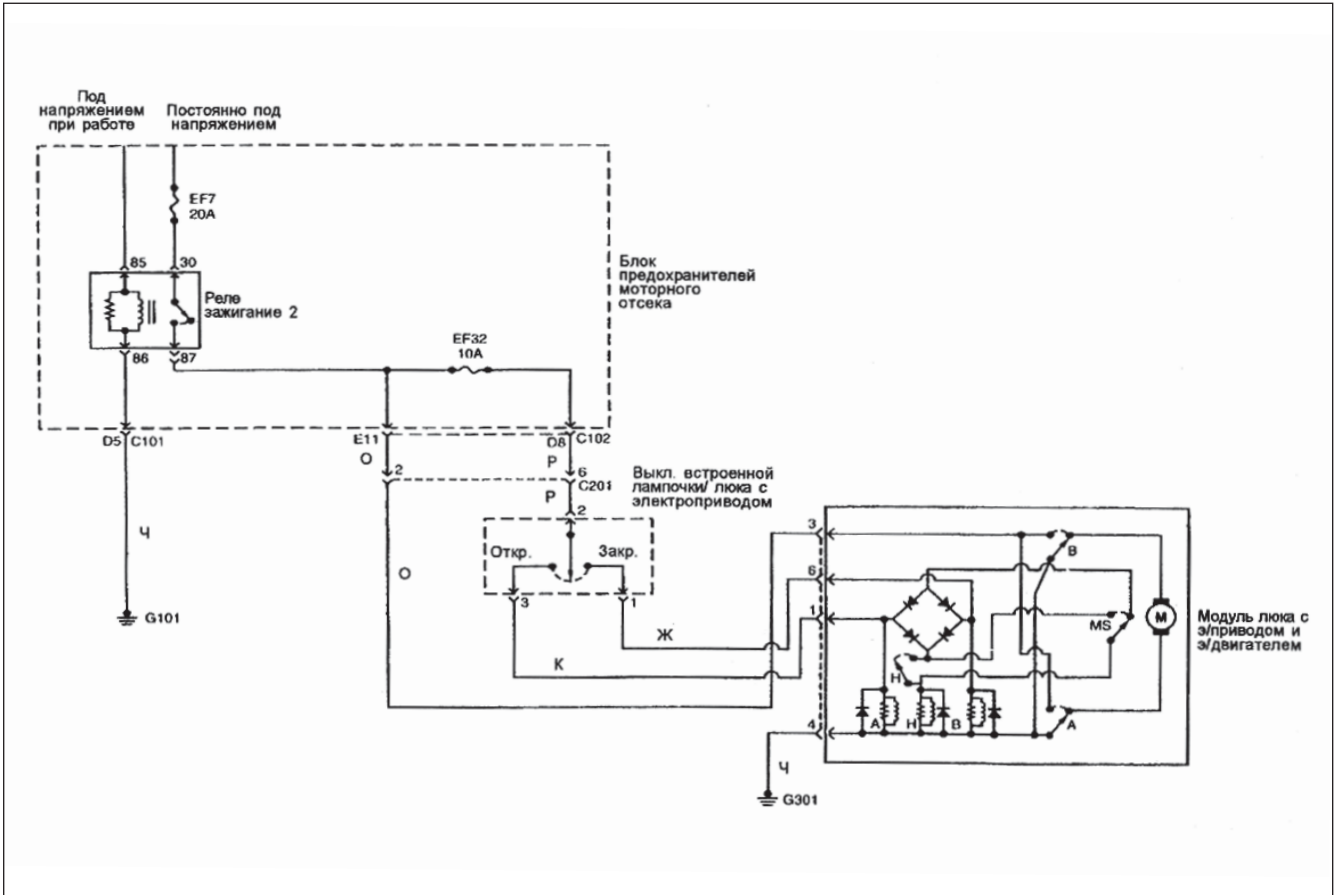 Под
напряжением
при работе
Постоянно под
напряжением
EF7
20A
85
30
Реле
зажигание 2
86
87
Блок
предохранителей
моторного
отсека
EF32
10A
D5
C101
E11
D8
C102
О
2
Р
6
C201
Р
2
Выкл. встроенной
лампочки/ люка с
электроприводом
Ч
G101
О
Откр.
Закр.
3
1
Ж
К
3
6
1
4
B
MS
M
H
A
H
B
A
Модуль люка с
э/приводом и
э/двигателем
Ч
G301